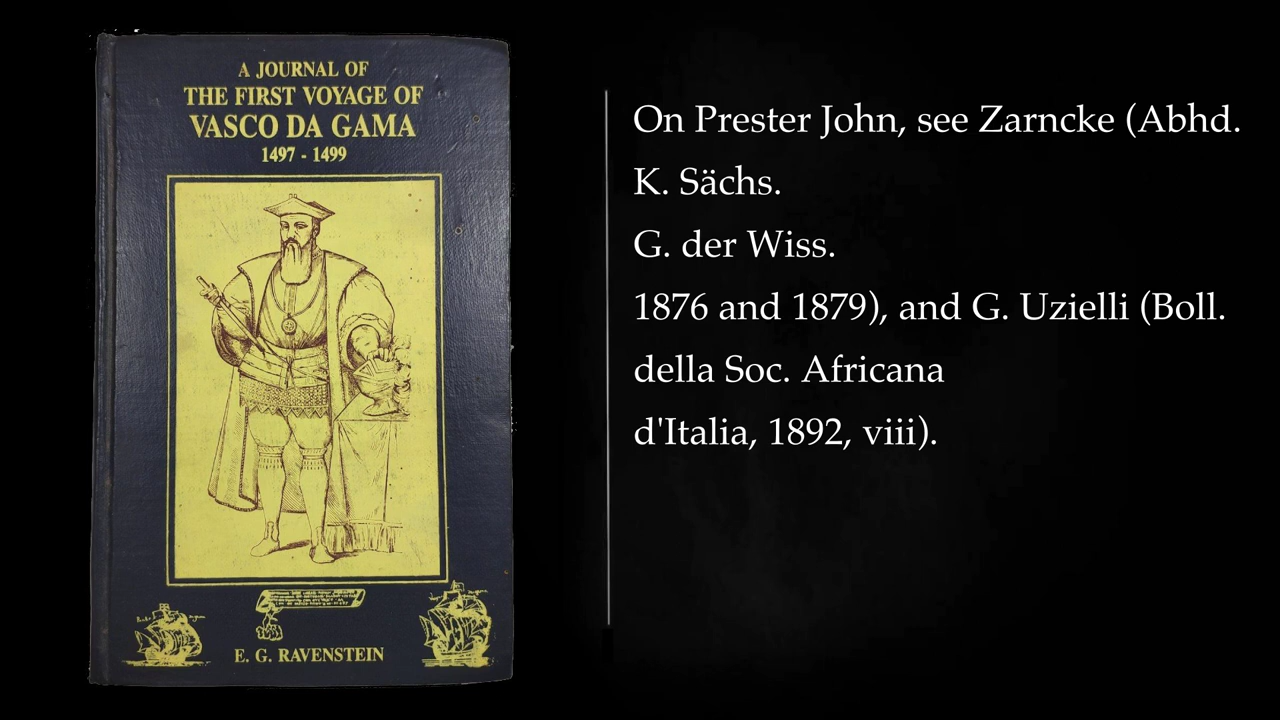 A JOURNAL OF
THE FIRST VOYAGE OF
VASCO DA GAMA
1497 - 1499
E. G. RAVENSTEIN
On Prester John, see Zarncke (Abhd.
K. Sächs.
G. der Wiss.
1876 and 1879), and G. Uzielli (Boll.
della Soc. Africana
d'Italia, 1892, viii).